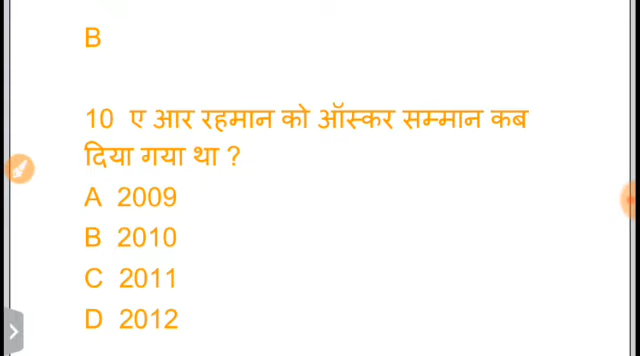 B
10 ए आर रहमान को ऑस्कर सम्मान कब
दिया गया था ?
A 2009
B 2010
C 2011
D 2012